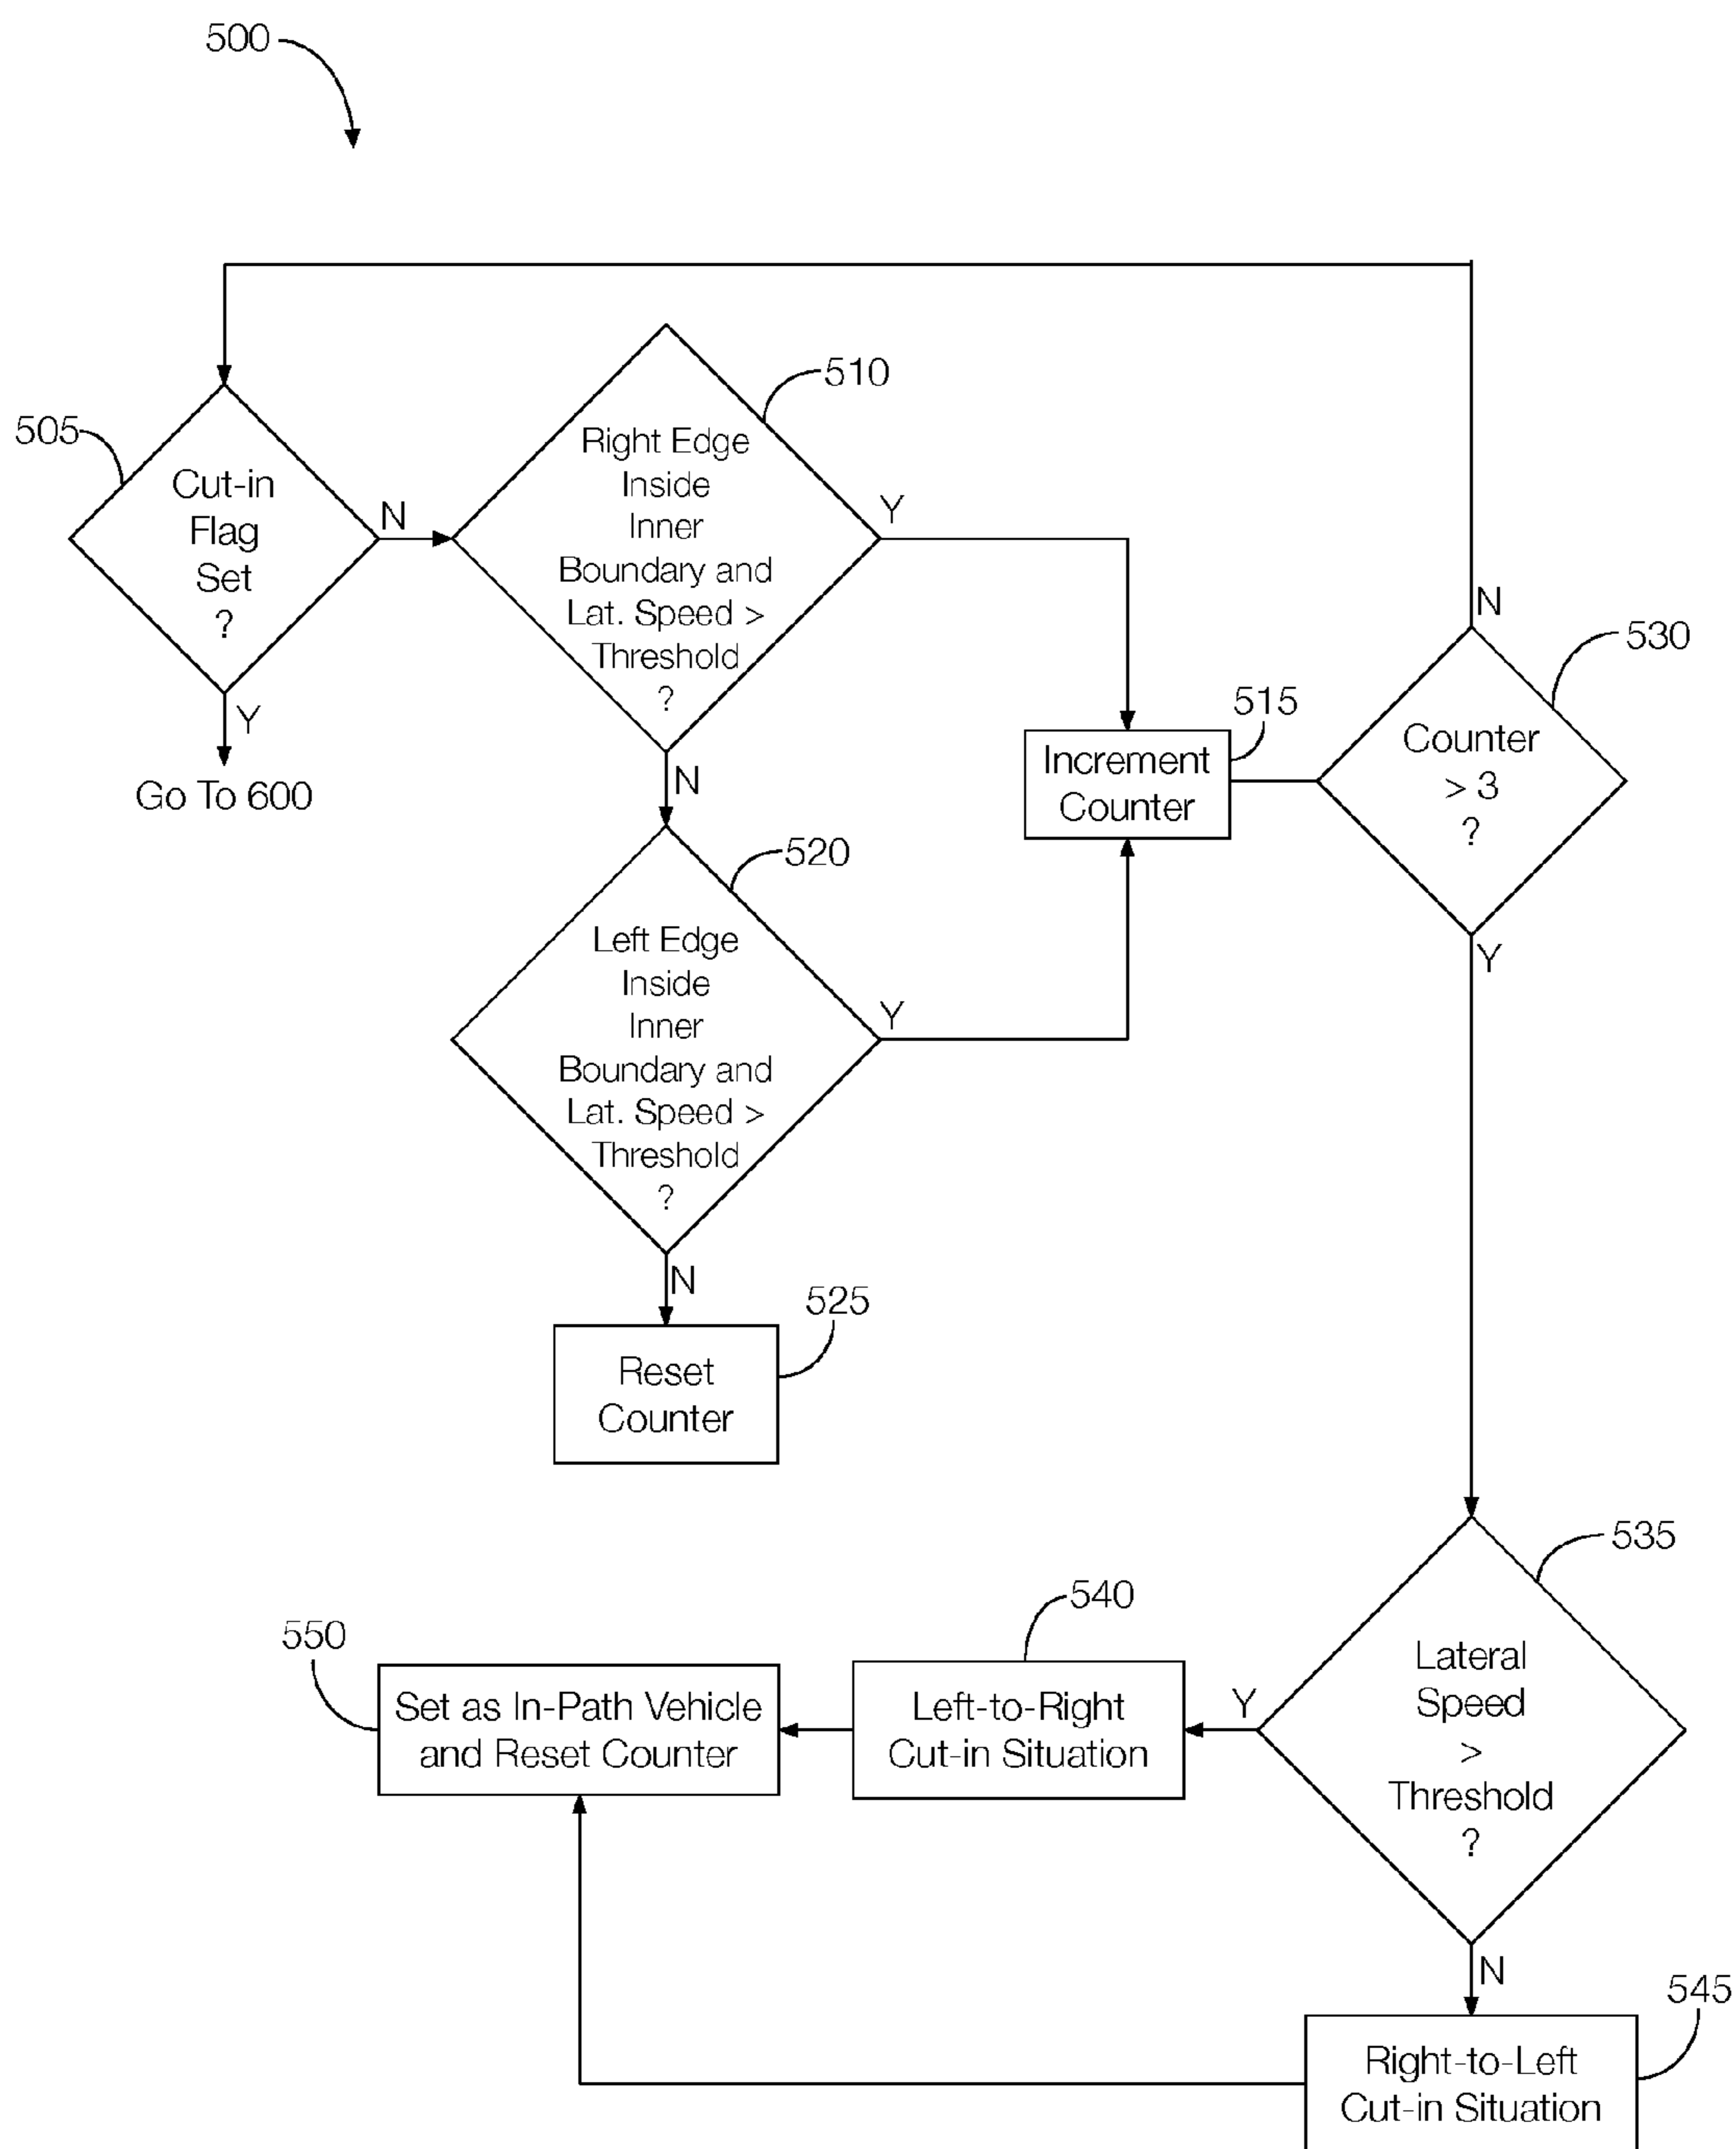 500
505
Cut-in
Flag
Set
?
N
Y
Go To 600
510
Right Edge
Inside
Inner
Boundary and
Lat. Speed >
Threshold
?
Y
N
520
Left Edge
Inside
Inner
Boundary and
Lat. Speed >
Threshold
?
Y
N
525
Reset
Counter
515
Increment
Counter
530
N
Counter
> 3
?
Y
535
Lateral
Speed
>
Threshold
?
Y
N
540
Left-to-Right
Cut-in Situation
550
Set as In-Path Vehicle
and Reset Counter
545
Right-to-Left
Cut-in Situation